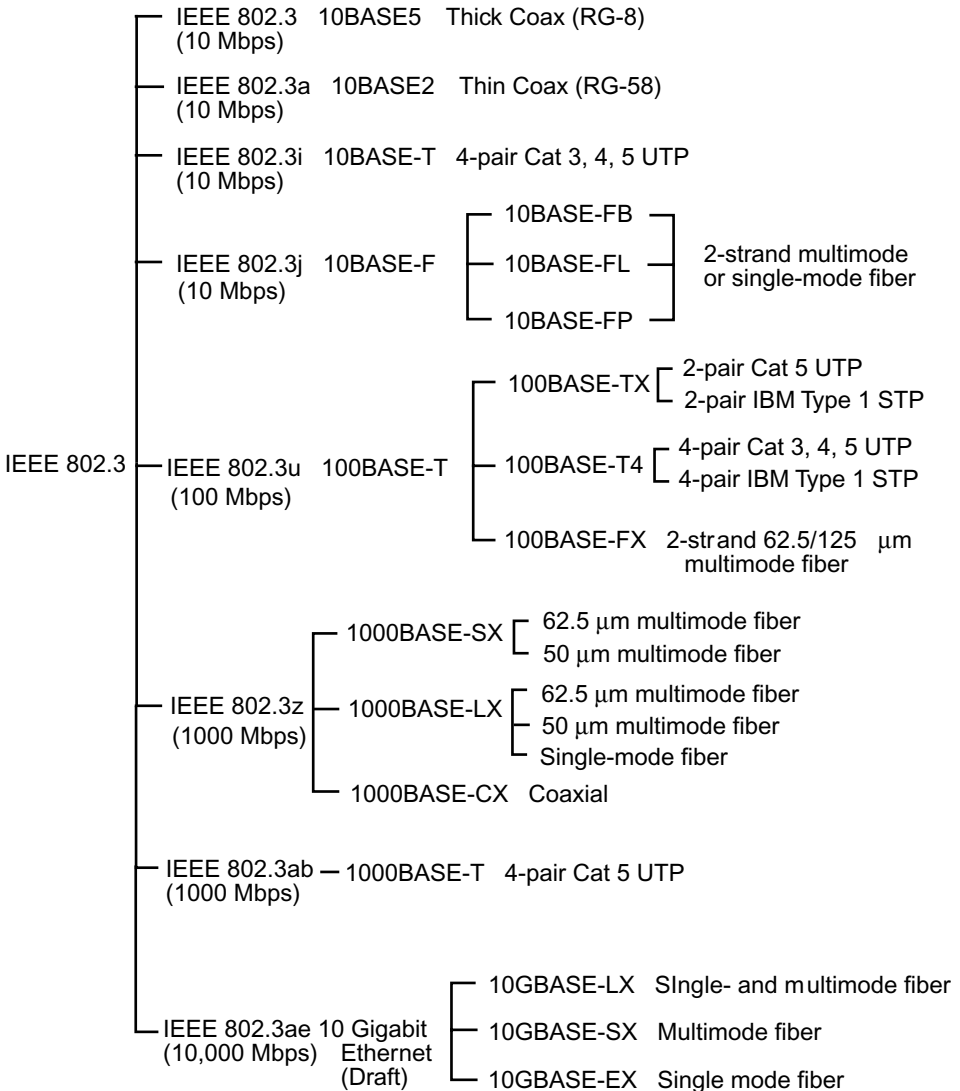 IEEE 802.3 10BASE5 Thick Coax (RG-8)
(10 Mbps)
IEEE 802.3a 10BASE2 Thin Coax (RG-58)
(10 Mbps)
IEEE 802.3i 10BASE-T 4-pair Cat 3, 4, 5 UTP
(10 Mbps)
10BASE-FB
IEEE 802.3j 10BASE-F 10BASE-FL 2-strand multimode
(10 Mbps) or single-mode fiber
10BASE-FP
100BASE-TX 2-pair Cat 5 UTP
2-pair IBM Type 1 STP
IEEE 802.3 IEEE 802.3u 100BASE-T 100BASE-T4 4-pair Cat 3, 4, 5 UTP
(100 Mbps) 4-pair IBM Type 1 STP
100BASE-FX 2-strand 62.5/125 μm
multimode fiber
1000BASE-SX 62.5 μm multimode fiber
50 μm multimode fiber
IEEE 802.3z 1000BASE-LX 62.5 μm multimode fiber
(1000 Mbps) 50 μm multimode fiber
Single-mode fiber
1000BASE-CX Coaxial
IEEE 802.3ab 1000BASE-T 4-pair Cat 5 UTP
(1000 Mbps)
10GBASE-LX SIngle- and multimode fiber
IEEE 802.3ae 10 Gigabit 10GBASE-SX Multimode fiber
(10,000 Mbps) Ethernet
(Draft) 10GBASE-EX Single mode fiber